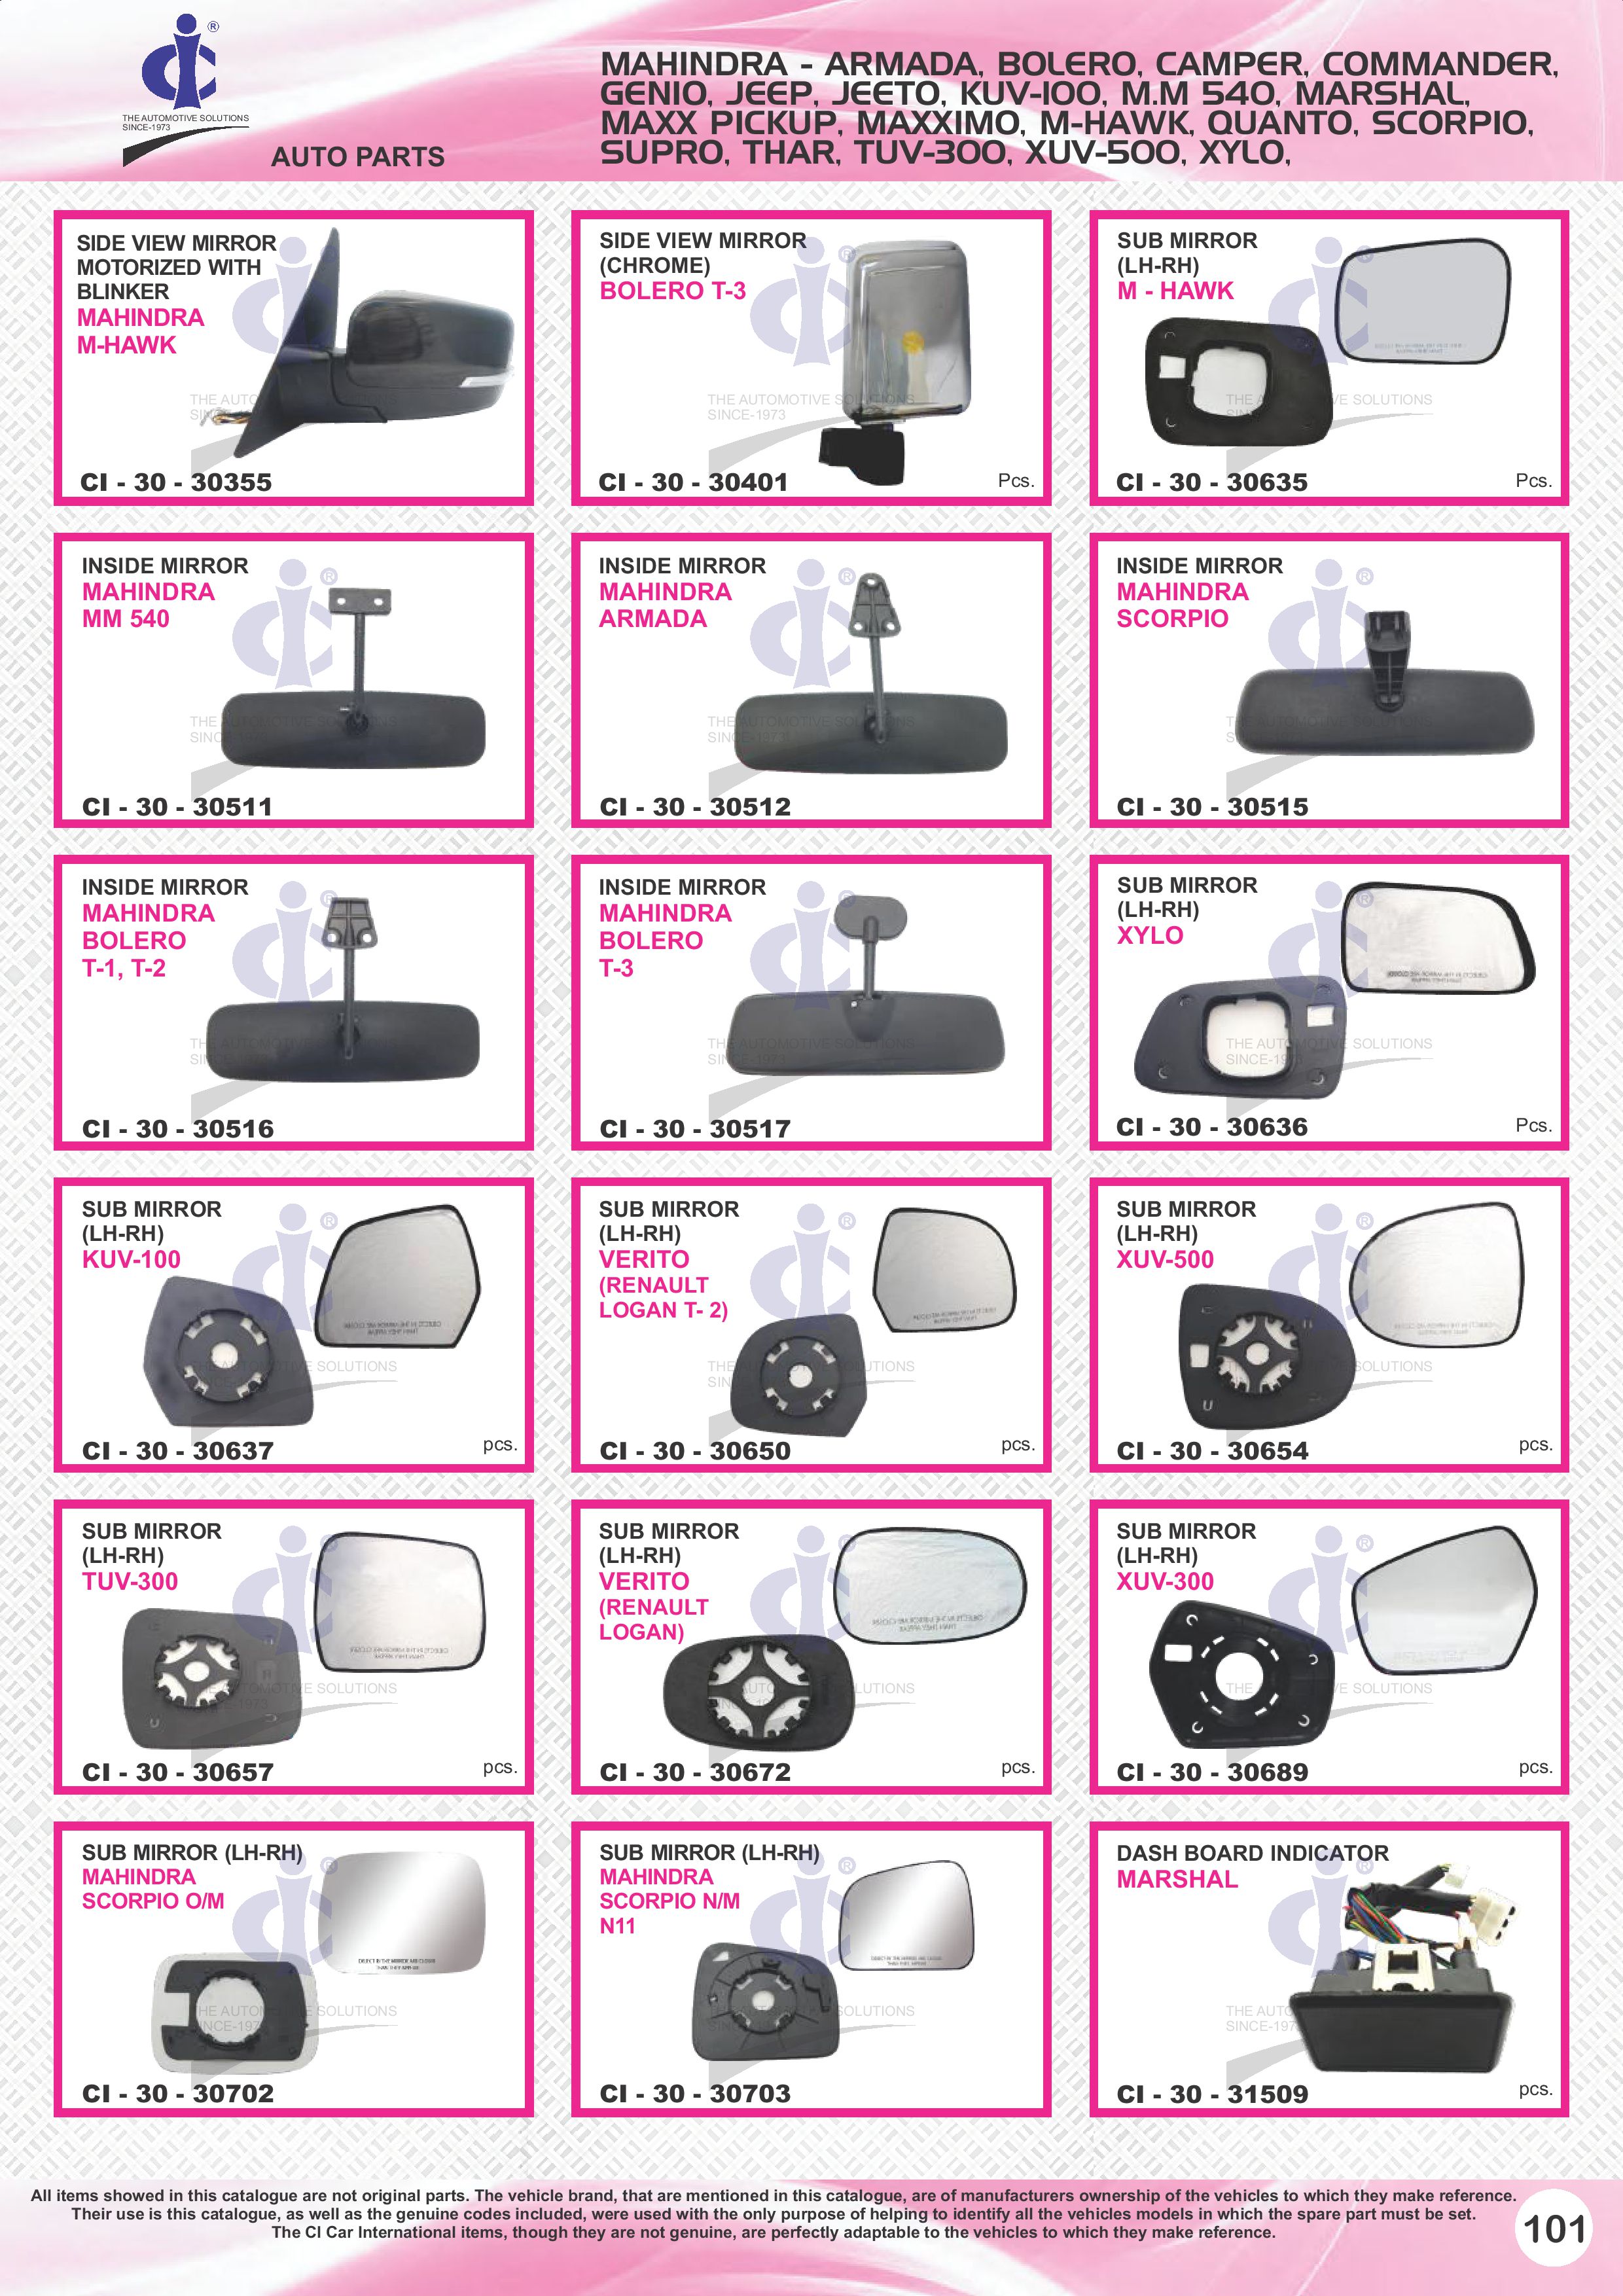 THE AUTOMOTIVE SOLUTIONS
SINCE-1973
AUTO PARTS
MAHINDRA - ARMADA, BOLERO, CAMPER, COMMANDER,
GENIO, JEEP, JEETO, KUV-100, M.M 540, MARSHAL,
MAXX PICKUP, MAXXIMO, M-HAWK, QUANTO, SCORPIO,
SUPRO, THAR, TUV-300, XUV-500, XYLO,
SIDE VIEW MIRROR
MOTORIZED WITH
BLINKER
MAHINDRA
M-HAWK
CI - 30 - 30355
SIDE VIEW MIRROR
(CHROME)
BOLERO T-3
CI - 30 - 30401
Pcs.
SUB MIRROR
(LH-RH)
M - HAWK
CI - 30 - 30635
Pcs.
INSIDE MIRROR
MAHINDRA
MM 540
CI - 30 - 30511
INSIDE MIRROR
MAHINDRA
ARMADA
CI - 30 - 30512
INSIDE MIRROR
MAHINDRA
SCORPIO
CI - 30 - 30515
INSIDE MIRROR
MAHINDRA
BOLERO
T-1, T-2
CI - 30 - 30516
INSIDE MIRROR
MAHINDRA
BOLERO
T-3
CI - 30 - 30517
SUB MIRROR
(LH-RH)
XYLO
CI - 30 - 30636
Pcs.
SUB MIRROR
(LH-RH)
KUV-100
CI - 30 - 30637
pcs.
SUB MIRROR
(LH-RH)
VERITO
(RENAULT
LOGAN T- 2)
CI - 30 - 30650
pcs.
SUB MIRROR
(LH-RH)
XUV-500
CI - 30 - 30654
pcs.
SUB MIRROR
(LH-RH)
TUV-300
CI - 30 - 30657
pcs.
SUB MIRROR
(LH-RH)
VERITO
(RENAULT
LOGAN)
CI - 30 - 30672
pcs.
SUB MIRROR
(LH-RH)
XUV-300
CI - 30 - 30689
pcs.
SUB MIRROR (LH-RH)
MAHINDRA
SCORPIO O/M
CI - 30 - 30702
SUB MIRROR (LH-RH)
MAHINDRA
SCORPIO N/M
N11
CI - 30 - 30703
DASH BOARD INDICATOR
MARSHAL
CI - 30 - 31509
pcs.
All items showed in this catalogue are not original parts. The vehicle brand, that are mentioned in this catalogue, are of manufacturers ownership of the vehicles to which they make reference.
Their use is this catalogue, as well as the genuine codes included, were used with the only purpose of helping to identify all the vehicles models in which the spare part must be set.
The CI Car International items, though they are not genuine, are perfectly adaptable to the vehicles to which they make reference.
101